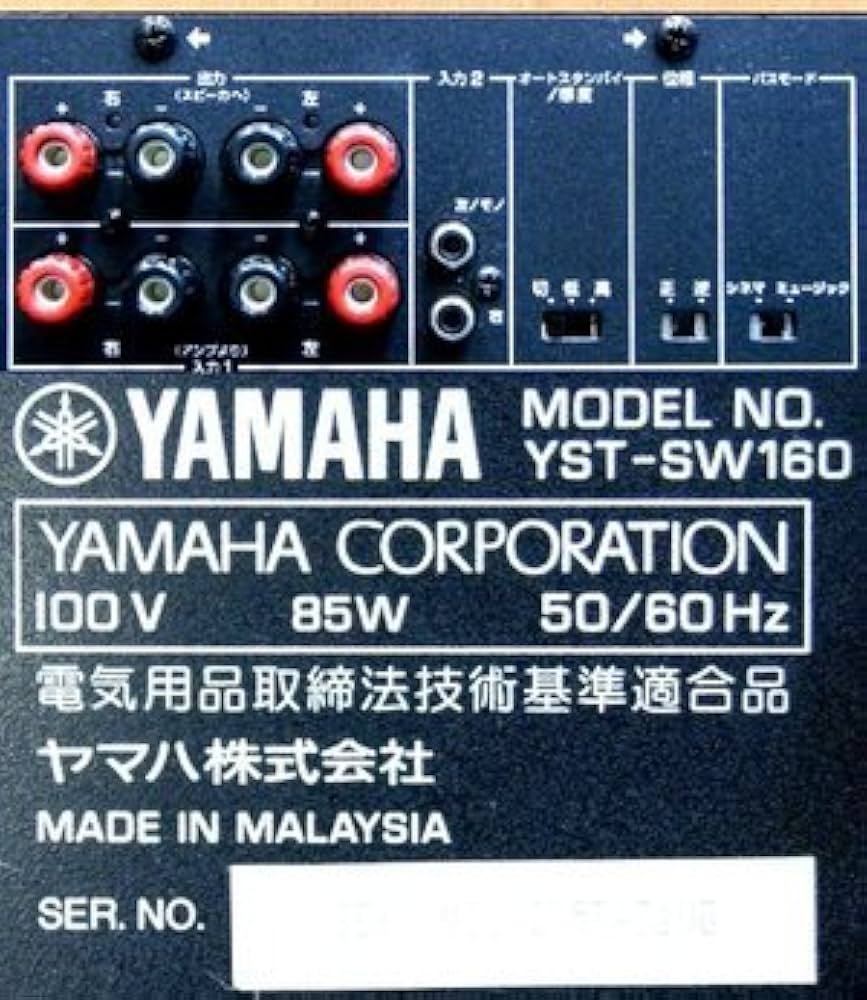 出力
(スピーカへ)
入力2
オートスタンバイ
/感度
位相
バスモード
+ 右 − − 左 +
左/モノ
+ − − +
切 低 高
正 逆
シネマ ミュージック
右
右 (アンプより) 左
入力1
YAMAHA
MODEL NO.
YST-SW160
YAMAHA CORPORATION
100V 85W 50/60Hz
電気用品取締法技術基準適合品
ヤマハ株式会社
MADE IN MALAYSIA
SER. NO.